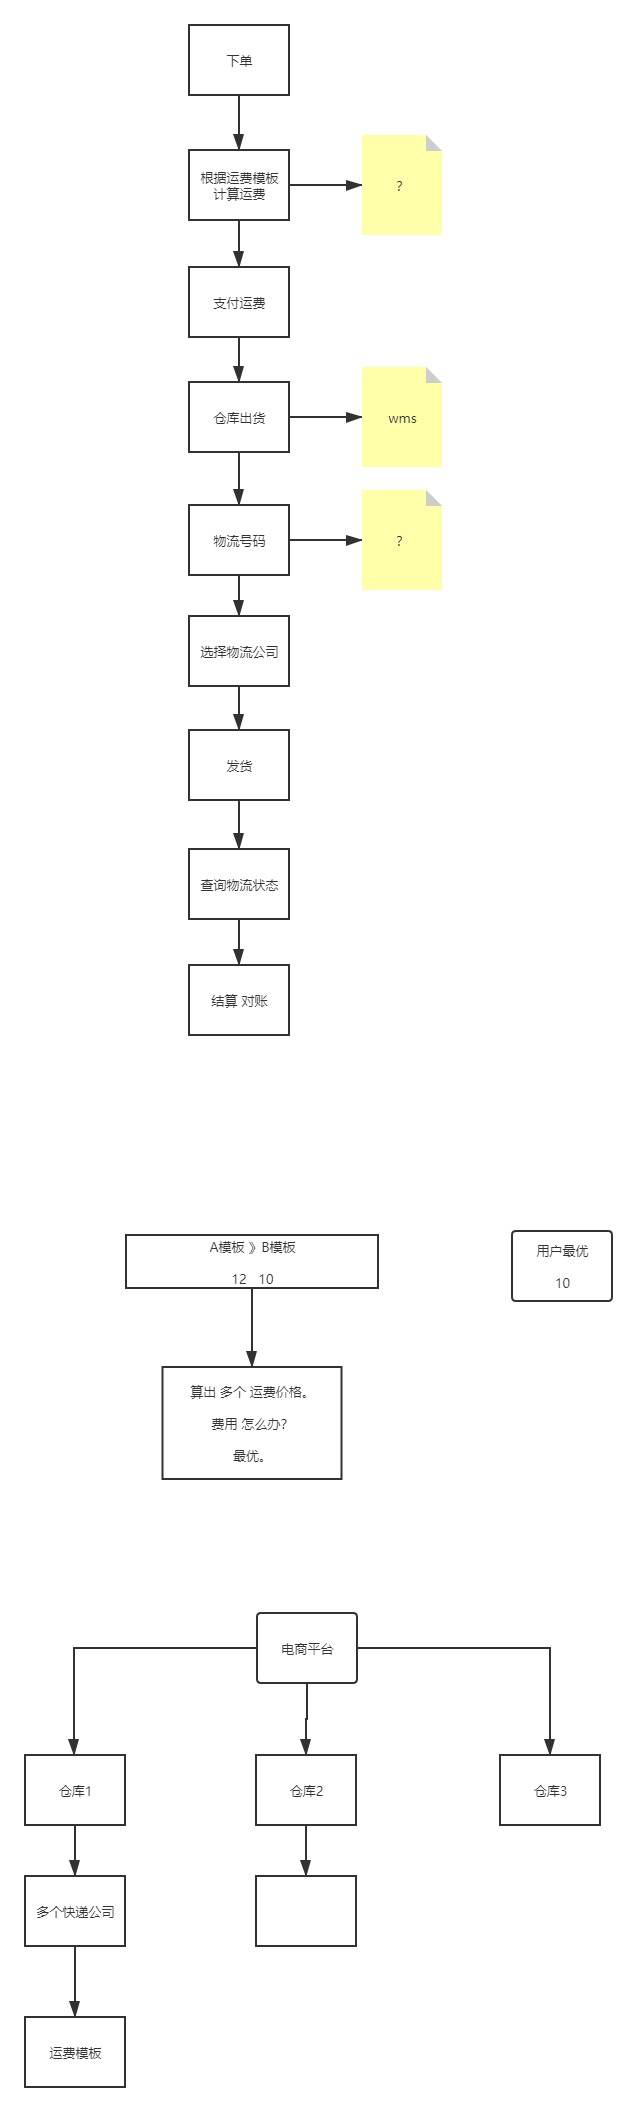 下单
根据运费模板
计算运费
?
支付运费
仓库出货
wms
物流号码
?
选择物流公司
发货
查询物流状态
结算 对账
A模板 》B模板
12 10
用户最优
10
算出 多个 运费价格。
费用 怎么办?
最优。
电商平台
仓库1
仓库2
仓库3
多个快递公司
运费模板